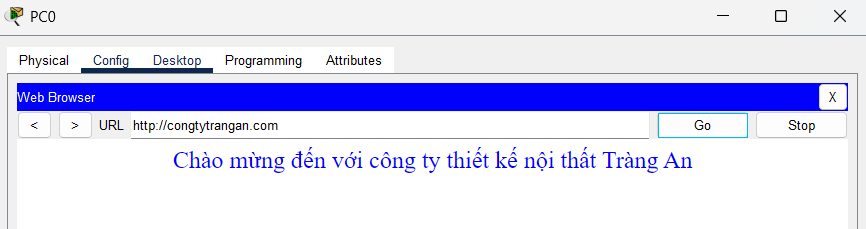 PC0
Physical Config Desktop Programming Attributes
Web Browser X
< > URL http://congtytrangan.com Go Stop
Chào mừng đến với công ty thiết kế nội thất Tràng An